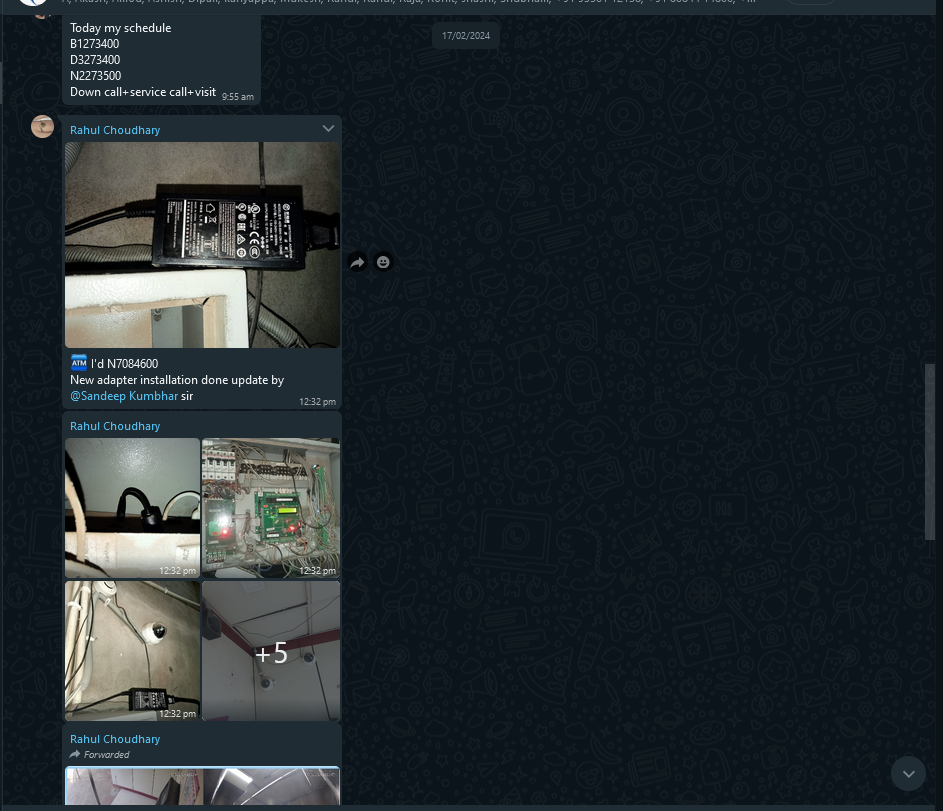 Today my schedule
B1273400
D3273400
N2273500
Down call+service call+visit
9:55 am
17/02/2024
Rahul Choudhary
ATM I'd N7084600
New adapter installation done update by
@Sandeep Kumbhar sir
12:32 pm
Rahul Choudhary
12:32 pm
12:32 pm
12:32 pm
+5
Rahul Choudhary
Forwarded